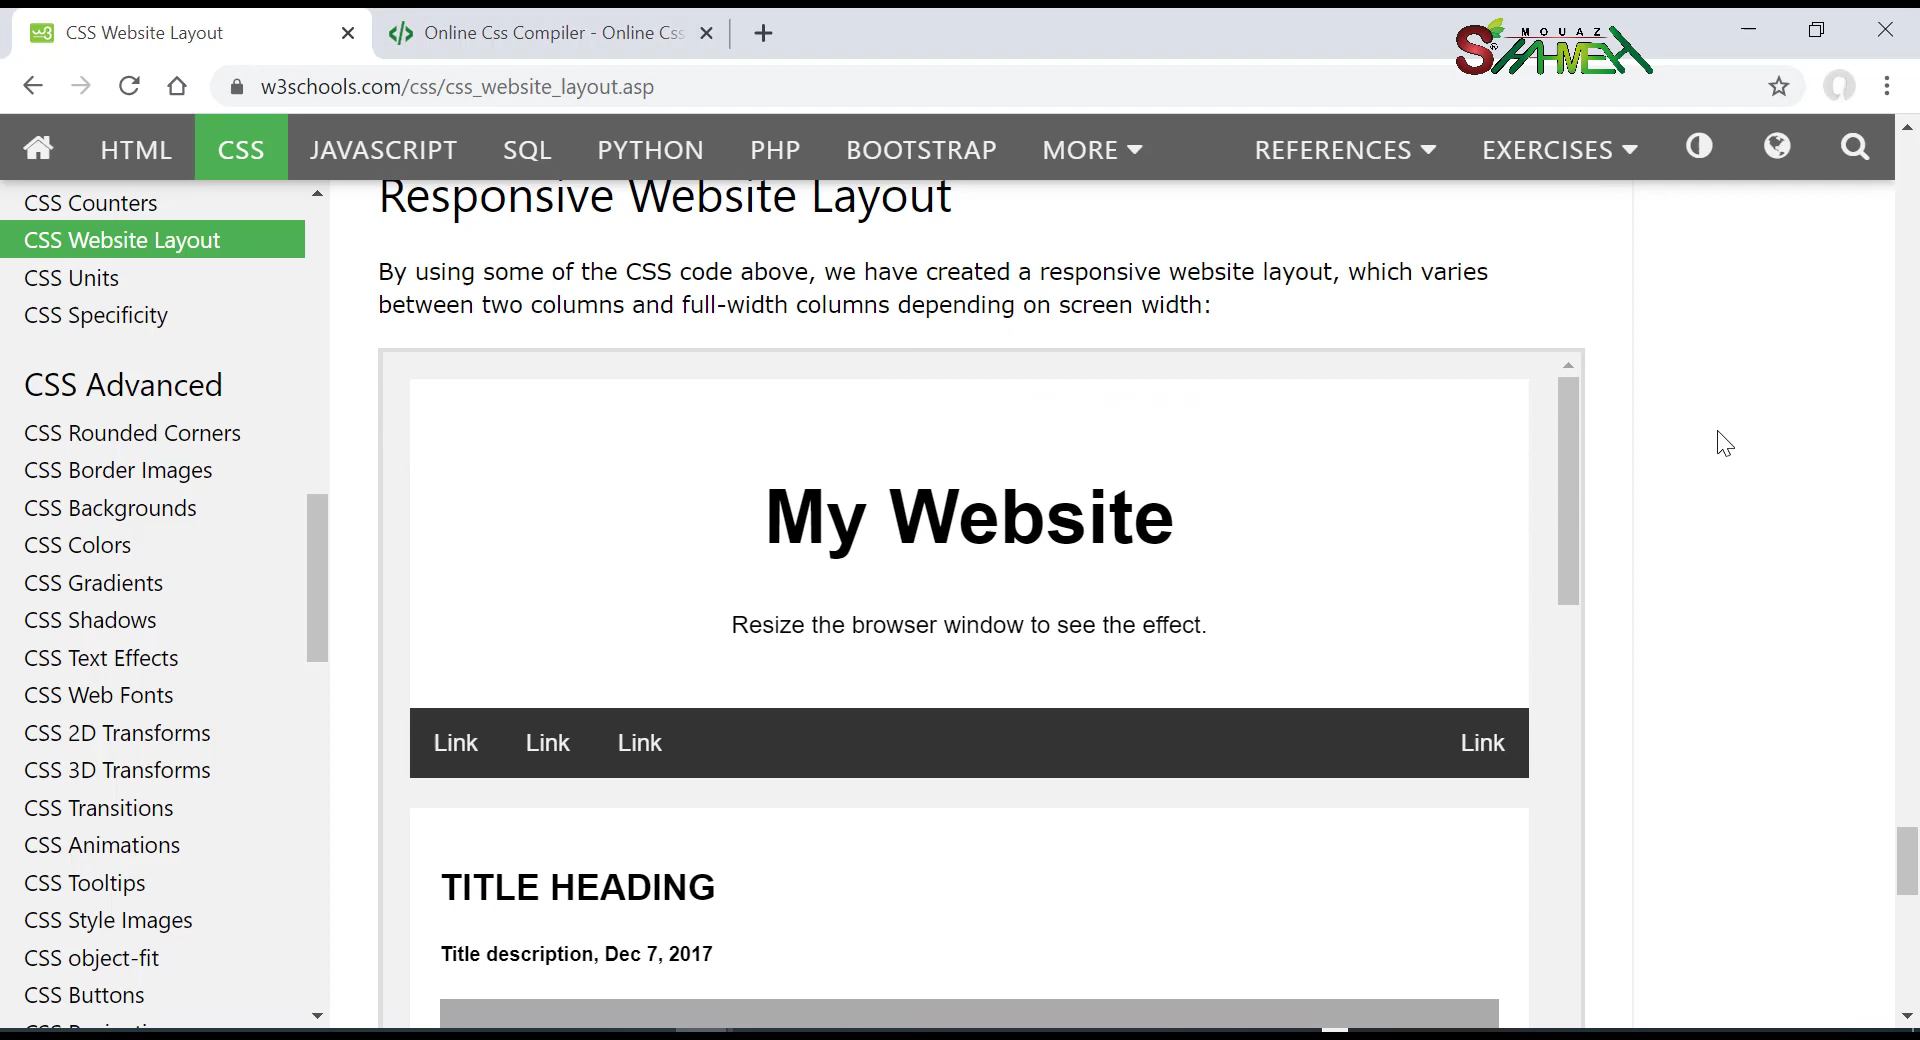 CSS Website Layout
Online Css Compiler - Online Css
MOUAZ
SHAHMEH
w3schools.com/css/css_website_layout.asp
HTML CSS JAVASCRIPT SQL PYTHON PHP BOOTSTRAP MORE REFERENCES EXERCISES
CSS Counters
CSS Website Layout
CSS Units
CSS Specificity
CSS Advanced
CSS Rounded Corners
CSS Border Images
CSS Backgrounds
CSS Colors
CSS Gradients
CSS Shadows
CSS Text Effects
CSS Web Fonts
CSS 2D Transforms
CSS 3D Transforms
CSS Transitions
CSS Animations
CSS Tooltips
CSS Style Images
CSS object-fit
CSS Buttons
Responsive Website Layout
By using some of the CSS code above, we have created a responsive website layout, which varies
between two columns and full-width columns depending on screen width:
My Website
Resize the browser window to see the effect.
Link Link Link Link
TITLE HEADING
Title description, Dec 7, 2017